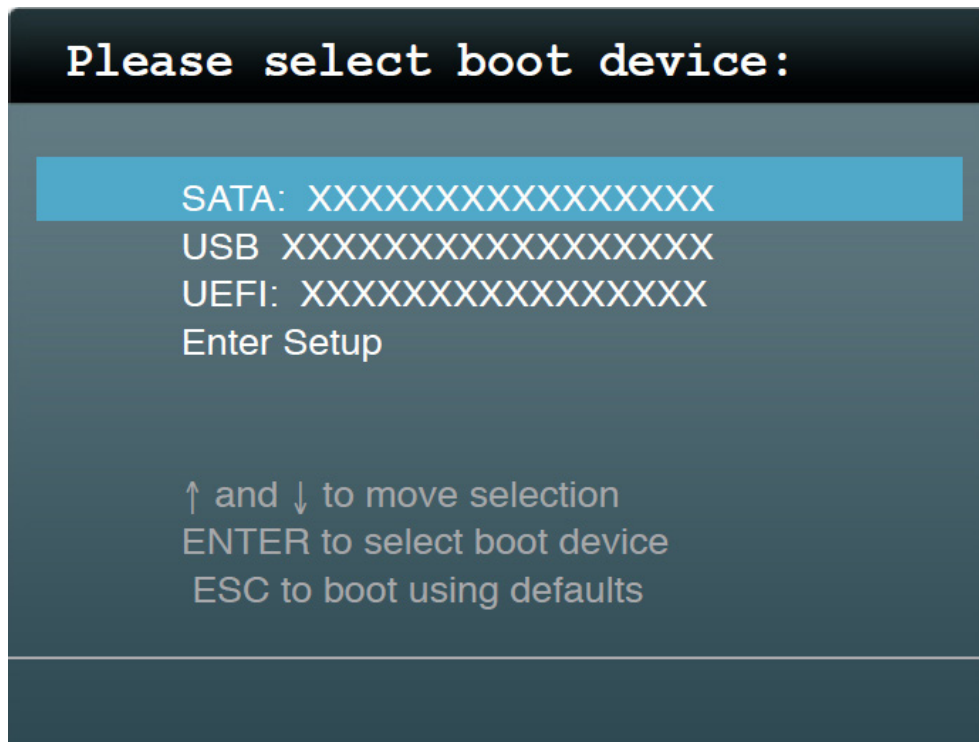 Please select boot device:
SATA: XXXXXXXXXXXXXXXX
USB XXXXXXXXXXXXXXXXX
UEFI: XXXXXXXXXXXXXXXX
Enter Setup
↑ and ↓ to move selection
ENTER to select boot device
ESC to boot using defaults